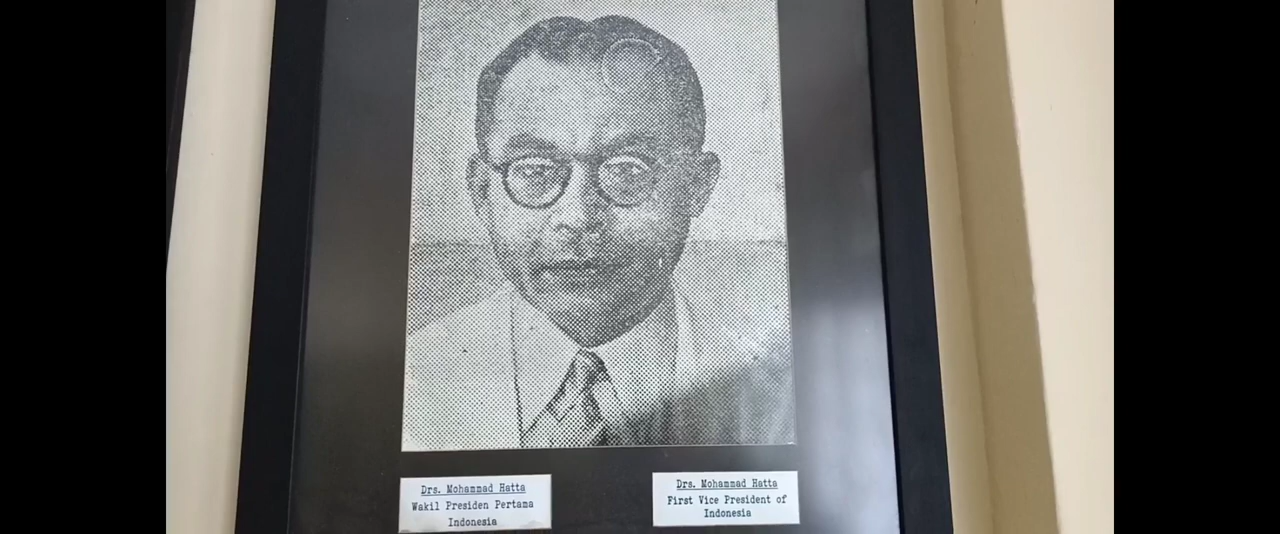 Drs. Mohammad Hatta
Wakil Presiden Pertama
Indonesia
Drs. Mohammad Hatta
First Vice President of
Indonesia